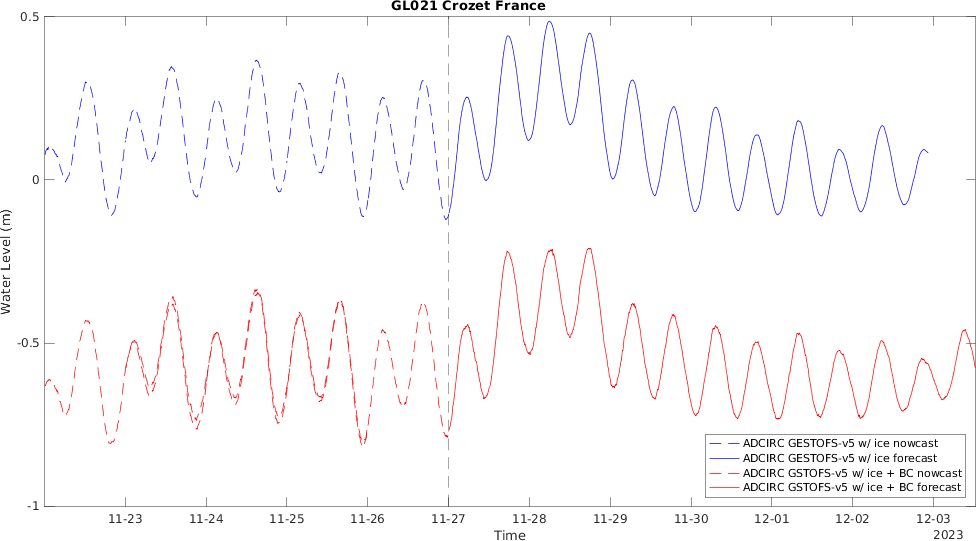 GL021 Crozet France
0.5
0
-0.5
-1
Water Level (m)
ADCIRC GESTOFS-v5 w/ ice nowcast
ADCIRC GESTOFS-v5 w/ ice forecast
ADCIRC GSTOFS-v5 w/ ice + BC nowcast
ADCIRC GSTOFS-v5 w/ ice + BC forecast
11-23 11-24 11-25 11-26 11-27 11-28 11-29 11-30 12-01 12-02 12-03
Time
2023